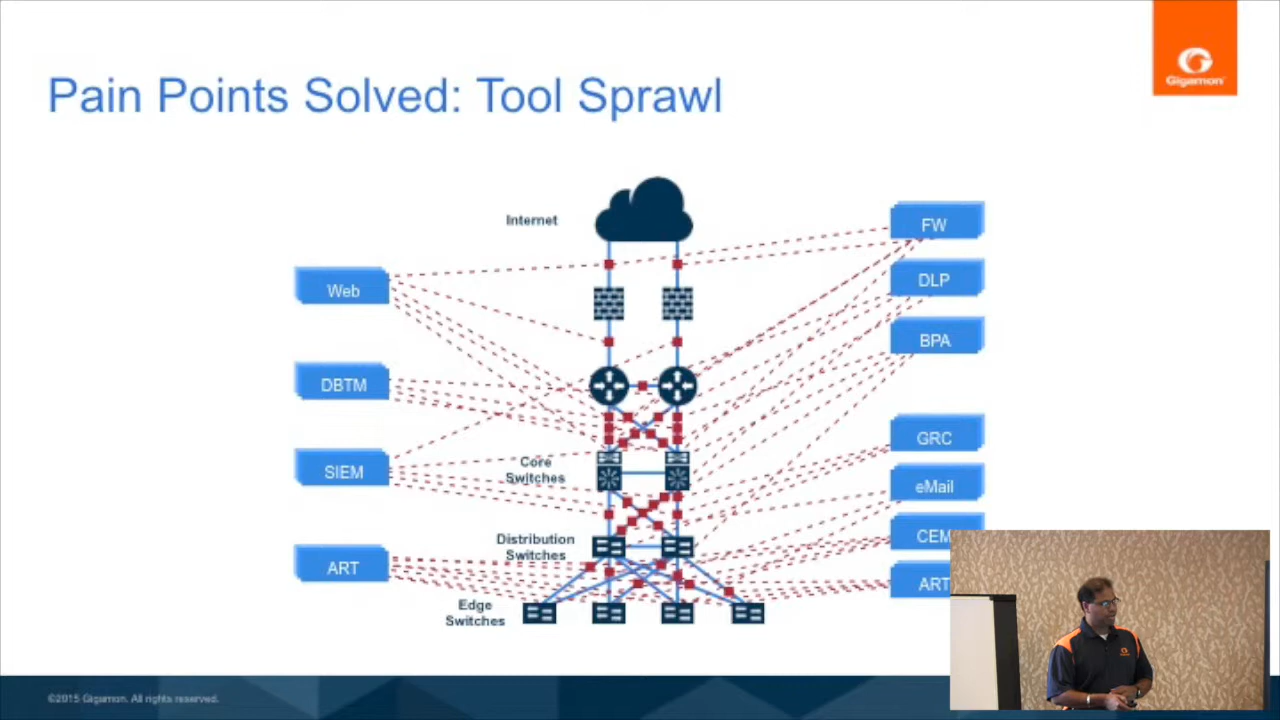 Pain Points Solved: Tool Sprawl
Gigamon
Internet
FW
Web
DLP
BPA
DBTM
GRC
SIEM
Core
Switches
eMail
Distribution
Switches
CEM
ART
ART
Edge
Switches
©2015 Gigamon. All rights reserved.